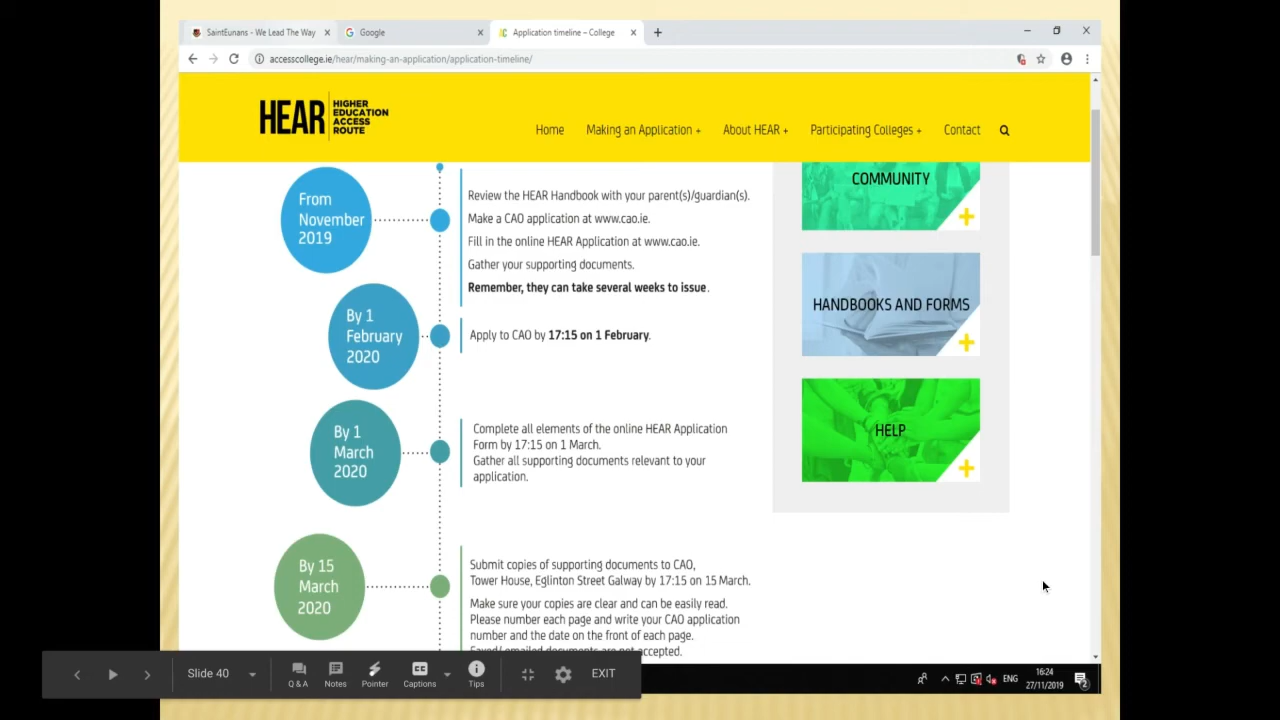 SaintEunans - We Lead The Way
Google
Application timeline – College
accesscollege.ie/hear/making-an-application/application-timeline/
HEAR
HIGHER
EDUCATION
ACCESS
ROUTE
Home
Making an Application +
About HEAR +
Participating Colleges +
Contact
From
November
2019
Review the HEAR Handbook with your parent(s)/guardian(s).
Make a CAO application at www.cao.ie.
Fill in the online HEAR Application at www.cao.ie.
Gather your supporting documents.
Remember, they can take several weeks to issue.
By 1
February
2020
Apply to CAO by 17:15 on 1 February.
By 1
March
2020
Complete all elements of the online HEAR Application
Form by 17:15 on 1 March.
Gather all supporting documents relevant to your
application.
By 15
March
2020
Submit copies of supporting documents to CAO,
Tower House, Eglinton Street Galway by 17:15 on 15 March.
Make sure your copies are clear and can be easily read.
Please number each page and write your CAO application
number and the date on the front of each page.
Faxed/ emailed documents are not accepted.
COMMUNITY
HANDBOOKS AND FORMS
HELP
Slide 40
Q & A
Notes
Pointer
Captions
Tips
EXIT
ENG
16:24
27/11/2019
2